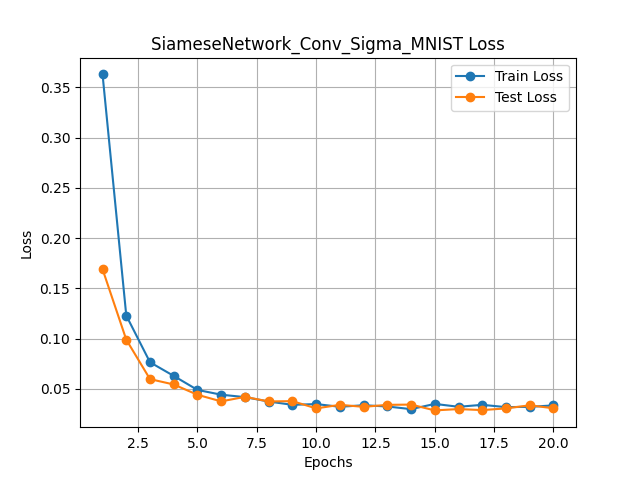 SiameseNetwork_Conv_Sigma_MNIST Loss
Train Loss
Test Loss
0.35
0.30
0.25
0.20
0.15
0.10
0.05
Loss
2.5 5.0 7.5 10.0 12.5 15.0 17.5 20.0
Epochs